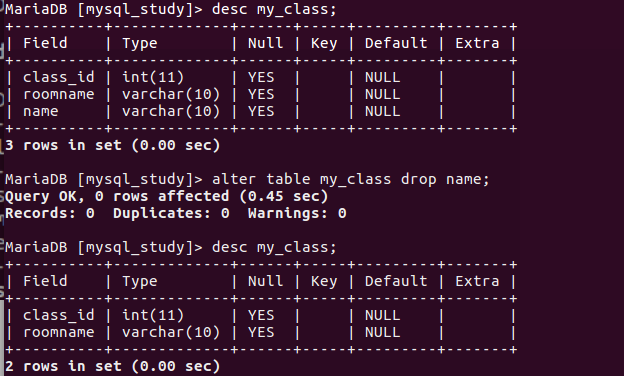 MariaDB [mysql_study]> desc my_class;
+-----------+-------------+------+-----+---------+-------+
| Field     | Type        | Null | Key | Default | Extra |
+-----------+-------------+------+-----+---------+-------+
| class_id  | int(11)     | YES  |     | NULL    |       |
| roomname  | varchar(10) | YES  |     | NULL    |       |
| name      | varchar(10) | YES  |     | NULL    |       |
+-----------+-------------+------+-----+---------+-------+
3 rows in set (0.00 sec)

MariaDB [mysql_study]> alter table my_class drop name;
Query OK, 0 rows affected (0.45 sec)
Records: 0  Duplicates: 0  Warnings: 0

MariaDB [mysql_study]> desc my_class;
+-----------+-------------+------+-----+---------+-------+
| Field     | Type        | Null | Key | Default | Extra |
+-----------+-------------+------+-----+---------+-------+
| class_id  | int(11)     | YES  |     | NULL    |       |
| roomname  | varchar(10) | YES  |     | NULL    |       |
+-----------+-------------+------+-----+---------+-------+
2 rows in set (0.00 sec)